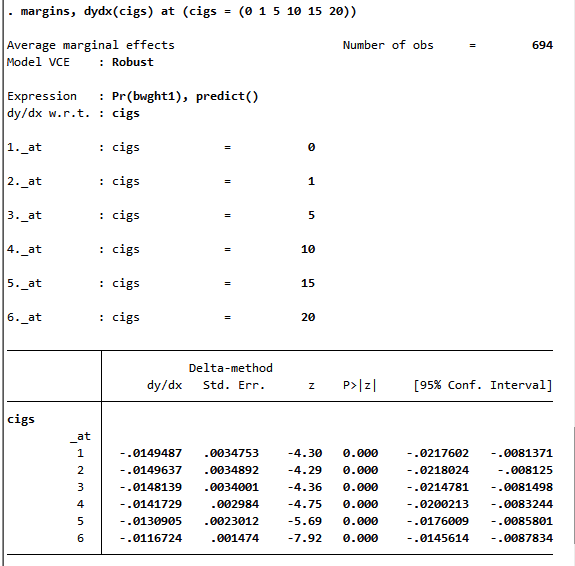 . margins, dydx(cigs) at (cigs = (0 1 5 10 15 20))
Average marginal effects Number of obs = 694
Model VCE : Robust
Expression : Pr(bwght1), predict()
dy/dx w.r.t. : cigs
1._at : cigs = 0
2._at : cigs = 1
3._at : cigs = 5
4._at : cigs = 10
5._at : cigs = 15
6._at : cigs = 20
Delta-method
dy/dx Std. Err. z P>|z| [95% Conf. Interval]
cigs
_at
1 -.0149487 .0034753 -4.30 0.000 -.0217602 -.0081371
2 -.0149637 .0034892 -4.29 0.000 -.0218024 -.008125
3 -.0148139 .0034001 -4.36 0.000 -.0214781 -.0081498
4 -.0141729 .002984 -4.75 0.000 -.0200213 -.0083244
5 -.0130905 .0023012 -5.69 0.000 -.0176009 -.0085801
6 -.0116724 .001474 -7.92 0.000 -.0145614 -.0087834